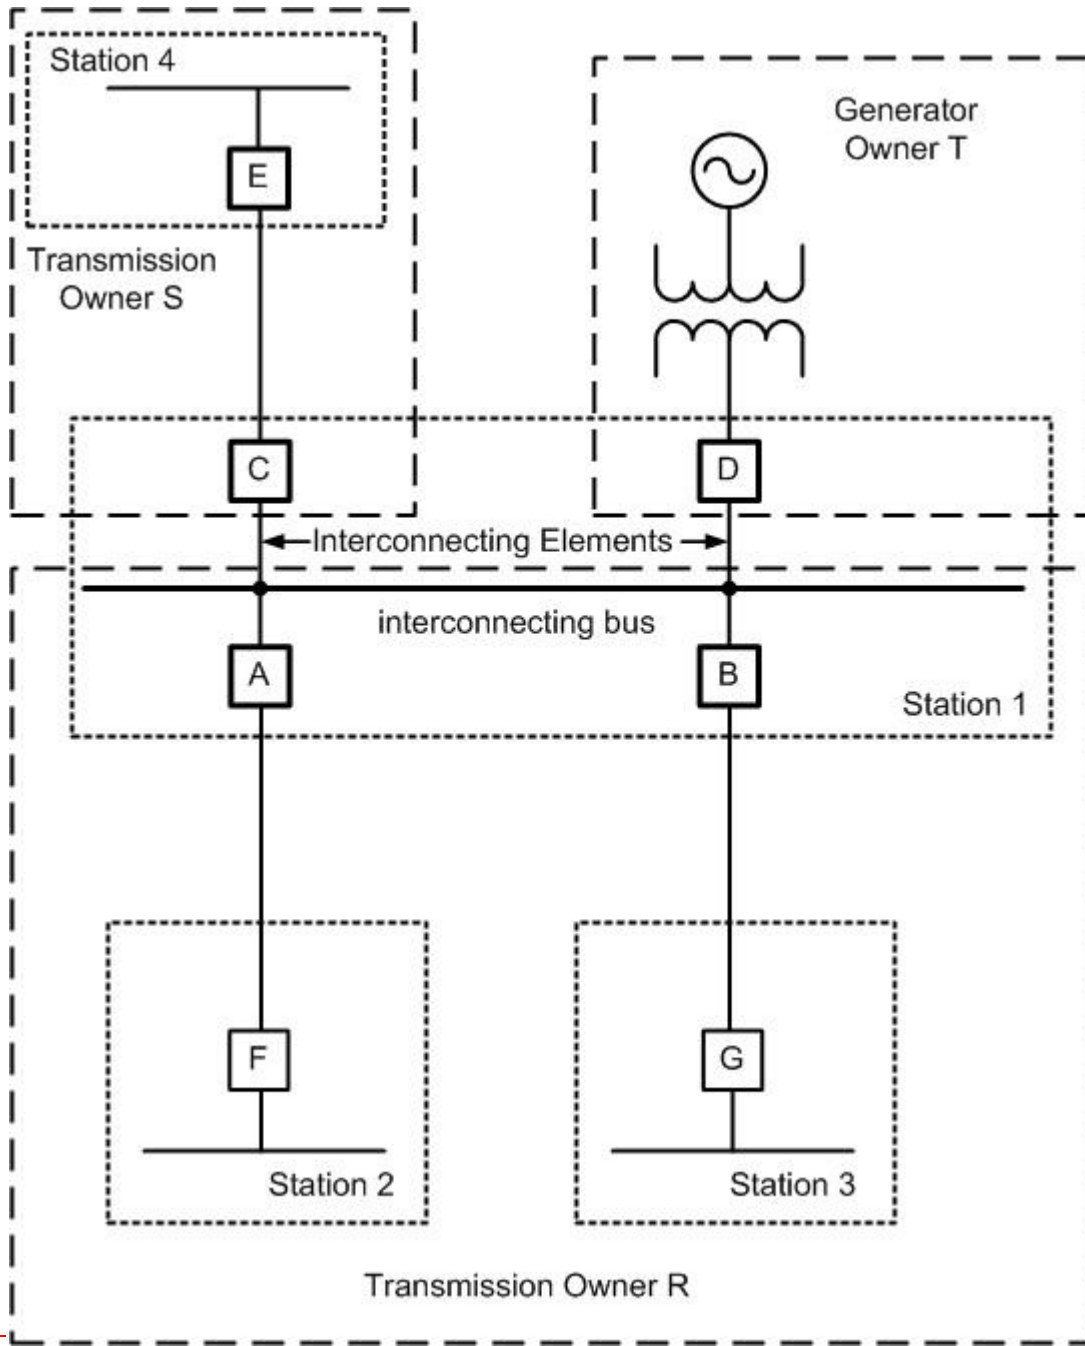 Station 4
E
Transmission
Owner S
Generator
Owner T
C
D
Interconnecting Elements
interconnecting bus
A
B
Station 1
F
G
Station 2
Station 3
Transmission Owner R